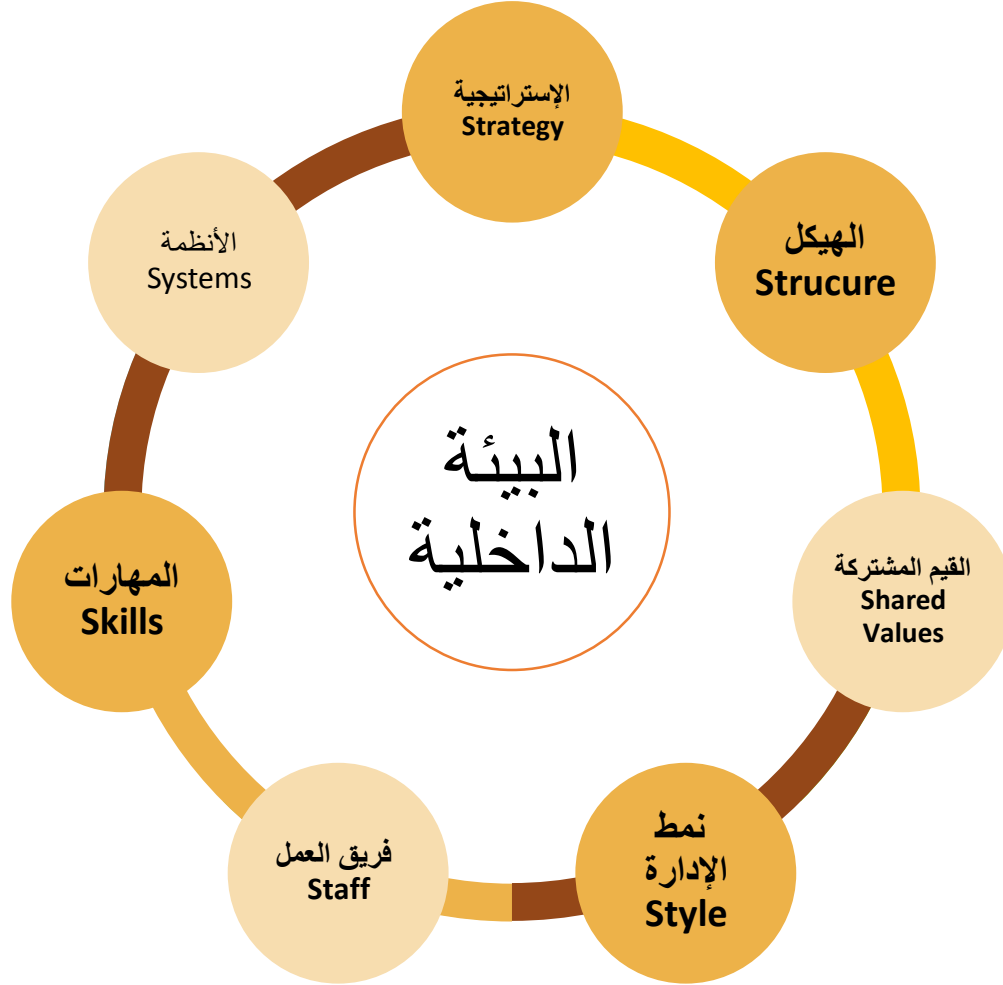 الإستراتيجية
Strategy
الهيكل
Strucure
القيم المشتركة
Shared
Values
نمط
الإدارة
Style
فريق العمل
Staff
المهارات
Skills
الأنظمة
Systems
البيئة
الداخلية